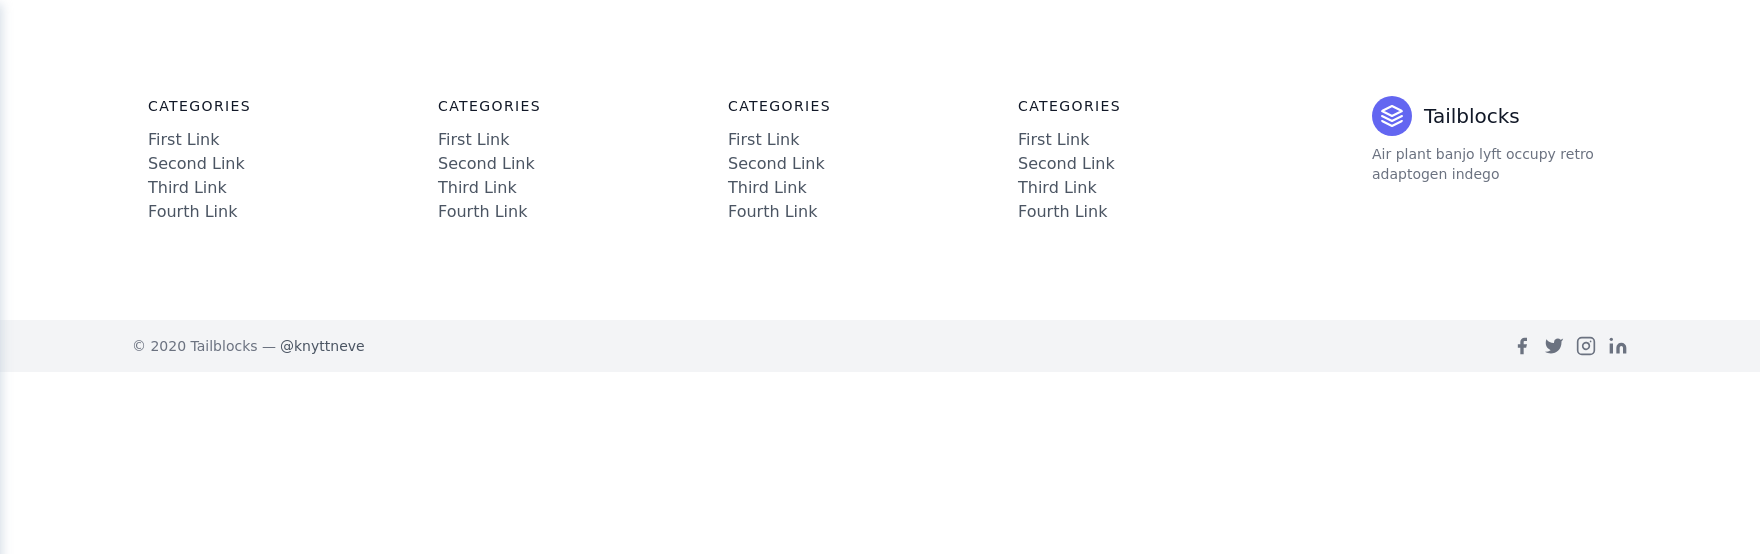 CATEGORIES
First Link
Second Link
Third Link
Fourth Link
CATEGORIES
First Link
Second Link
Third Link
Fourth Link
CATEGORIES
First Link
Second Link
Third Link
Fourth Link
CATEGORIES
First Link
Second Link
Third Link
Fourth Link
Tailblocks
Air plant banjo lyft occupy retro
adaptogen indego
© 2020 Tailblocks — @knyttneve